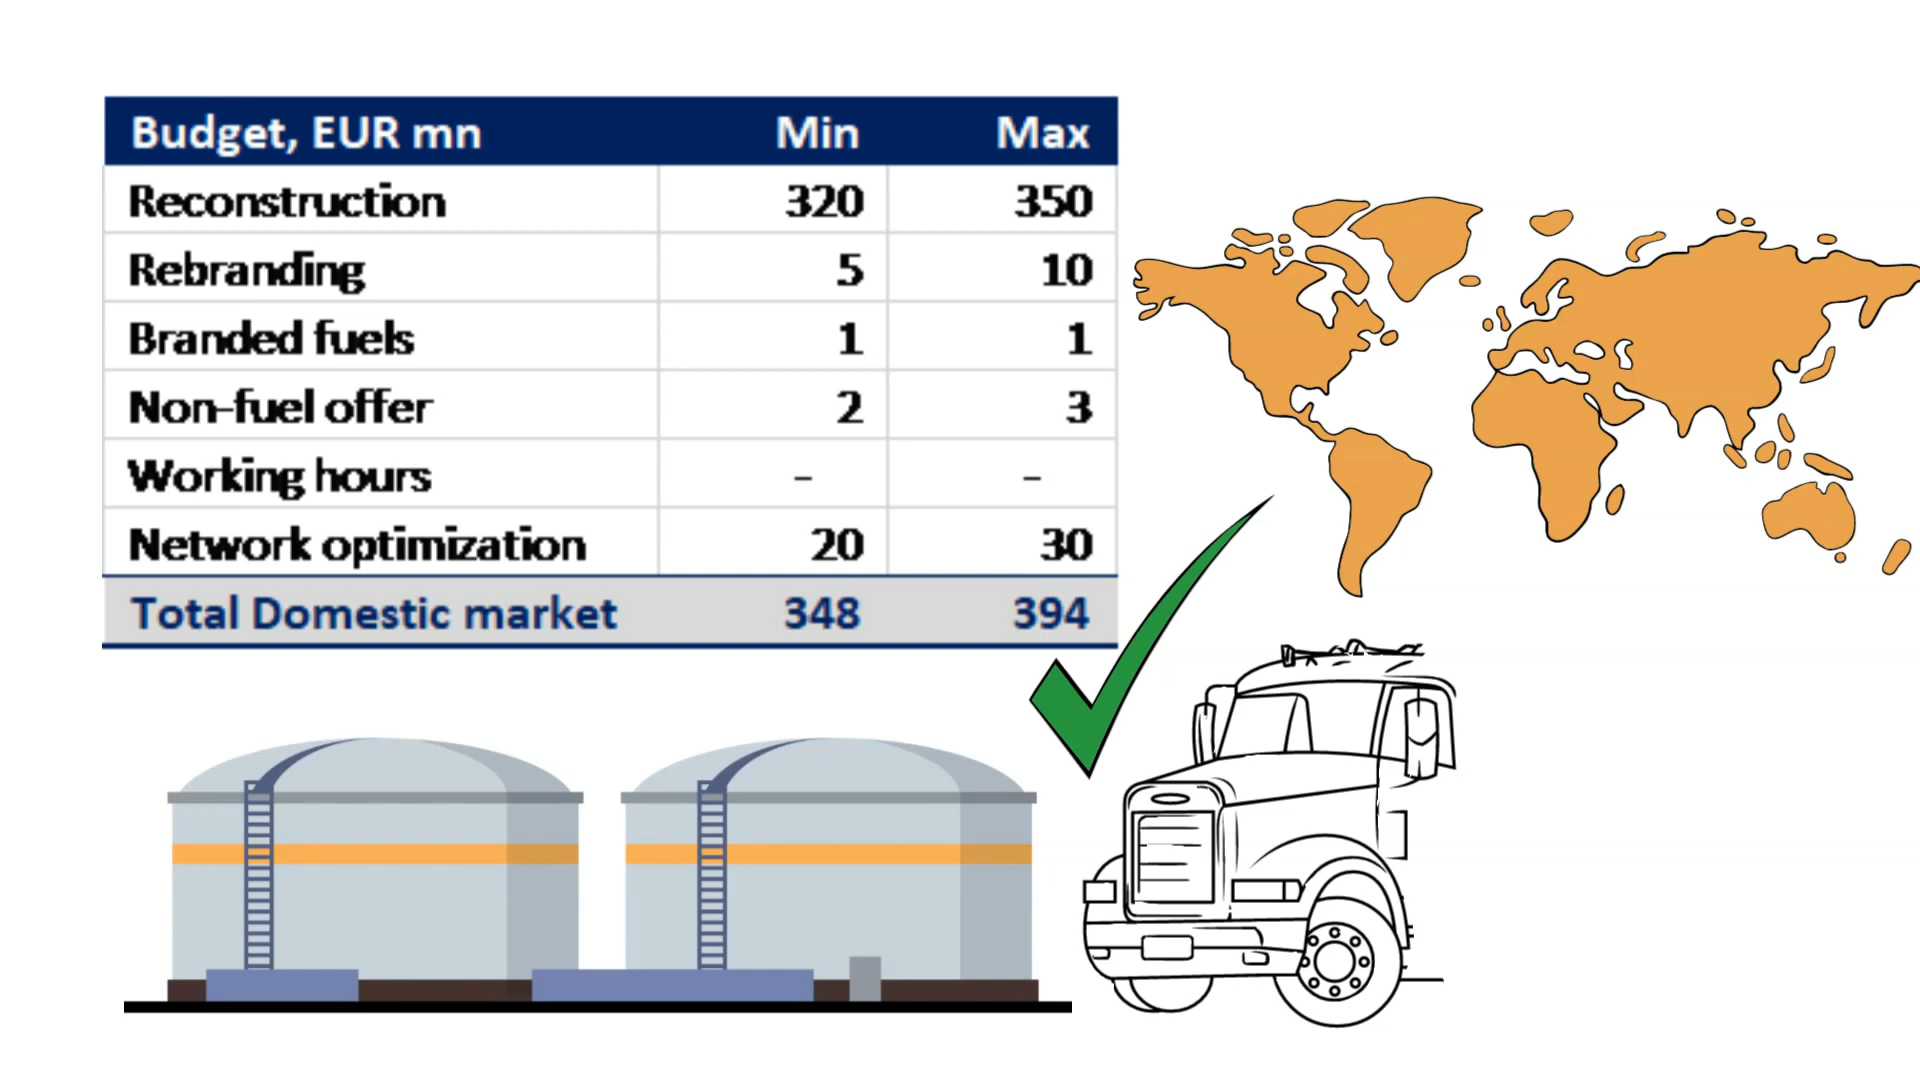 Budget, EUR mn Min Max
Reconstruction 320 350
Rebranding 5 10
Branded fuels 1 1
Non-fuel offer 2 3
Working hours – –
Network optimization 20 30
Total Domestic market 348 394